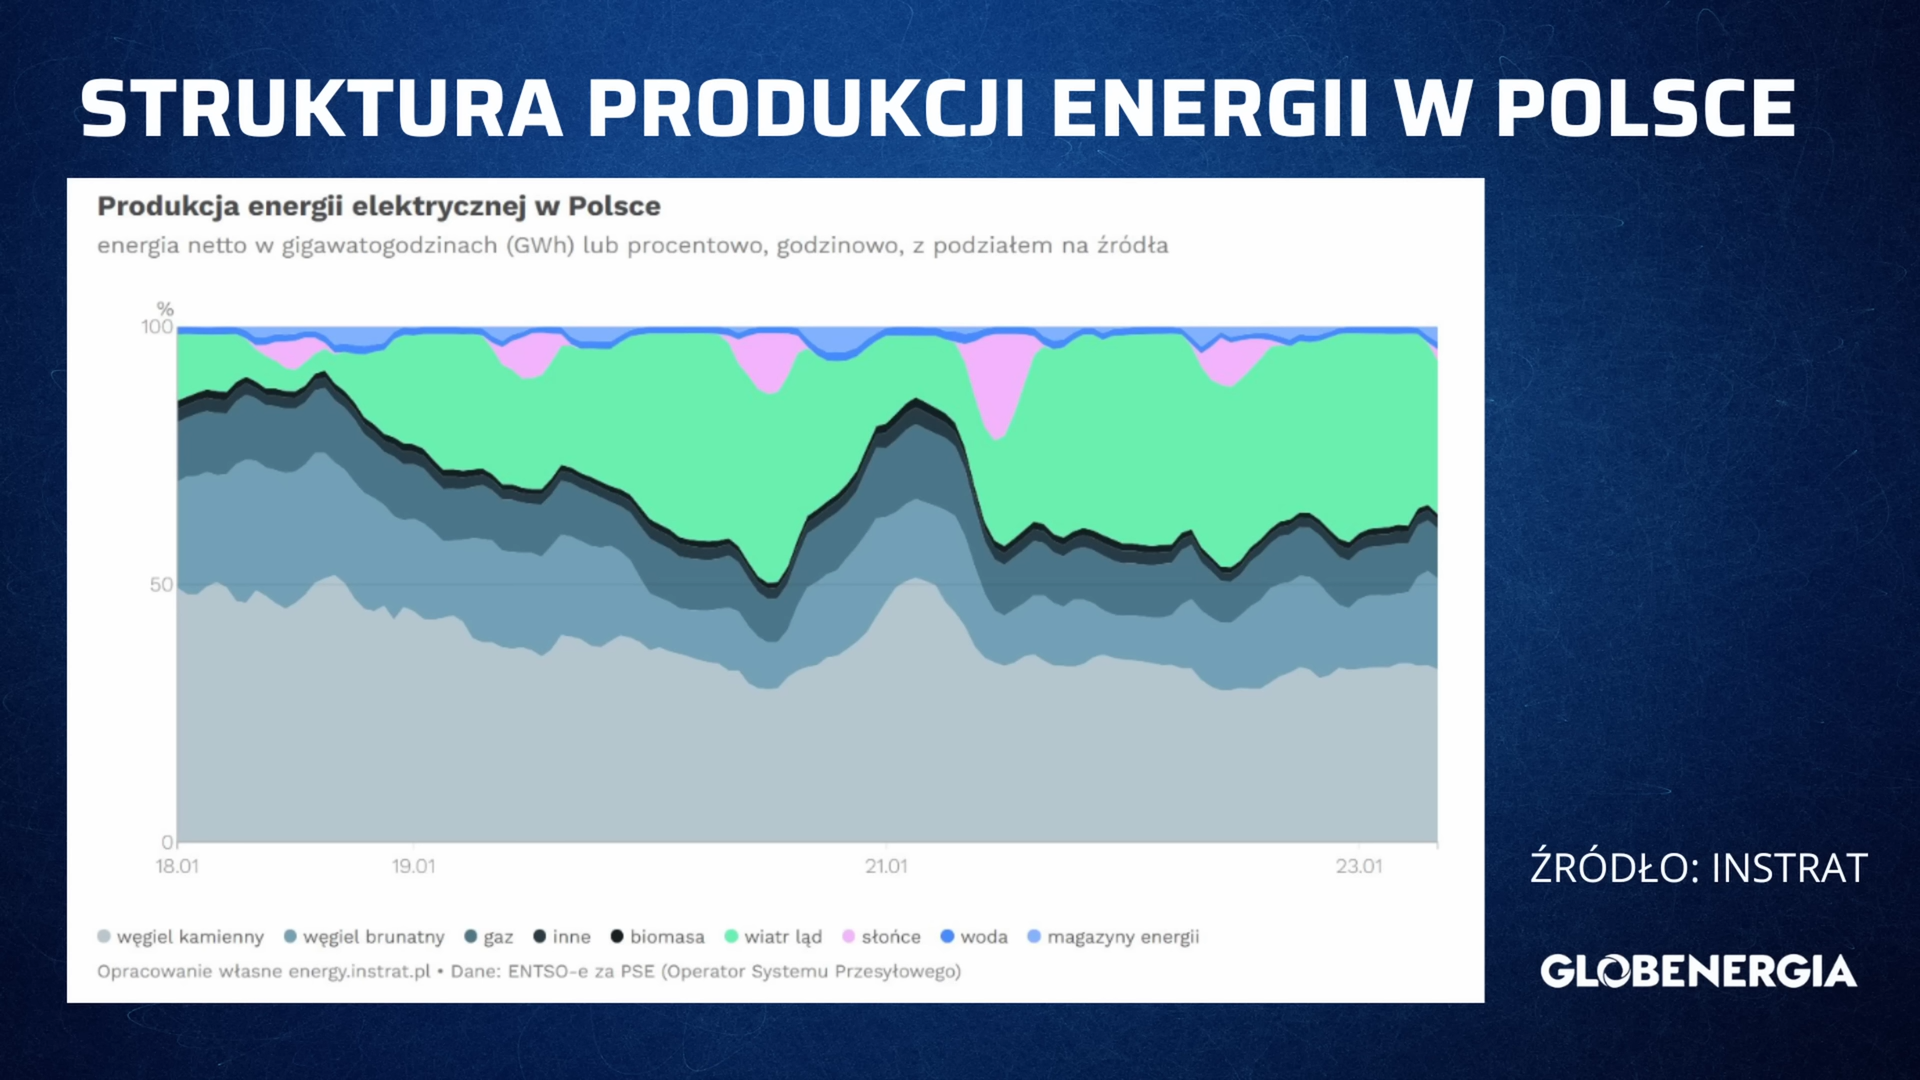 STRUKTURA PRODUKCJI ENERGII W POLSCE
Produkcja energii elektrycznej w Polsce
energia netto w gigawatogodzinach (GWh) lub procentowo, godzinowo, z podziałem na źródła
%
100
50
0
18.01 19.01 21.01 23.01
węgiel kamienny węgiel brunatny gaz inne biomasa wiatr ląd słońce woda magazyny energii
Opracowanie własne energy.instrat.pl • Dane: ENTSO-e za PSE (Operator Systemu Przesyłowego)
ŹRÓDŁO: INSTRAT
GLOBENERGIA